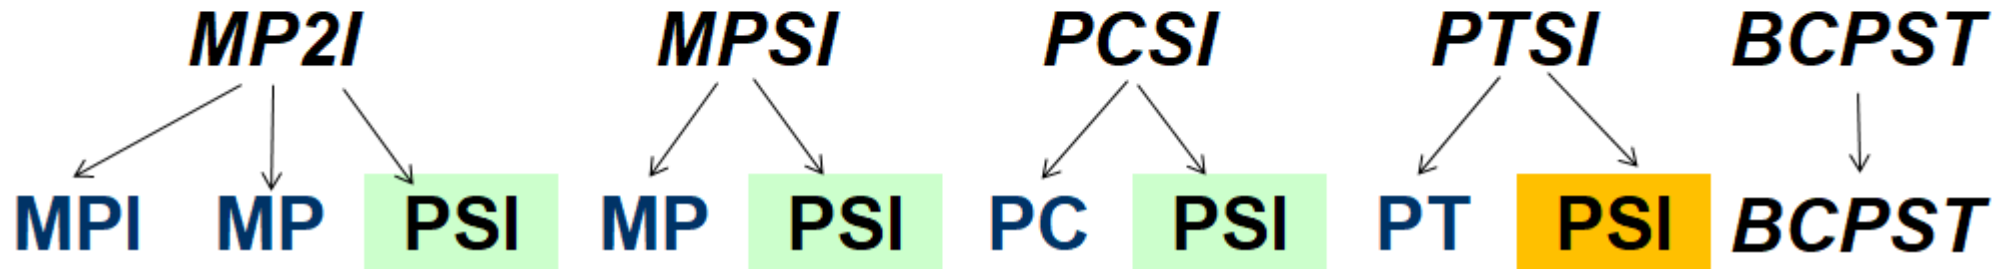 MP2I MPSI PCSI PTSI BCPST
MPI MP PSI MP PSI PC PSI PT PSI BCPST